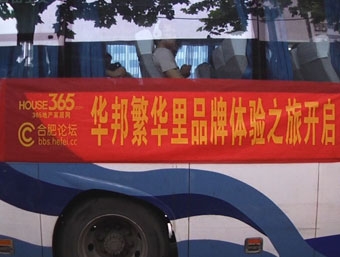 HOUSE365
365地产家居网
合肥论坛
bbs.hefei.cc
华邦繁华里品牌体验之旅开启